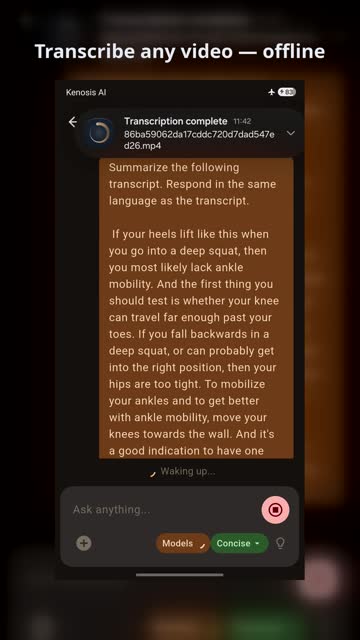 Transcribe any video — offline
Kenosis AI
83
Transcription complete 11:42
86ba59062da17cddc720d7dad547e
d26.mp4
Summarize the following
transcript. Respond in the same
language as the transcript.
If your heels lift like this when
you go into a deep squat, then
you most likely lack ankle
mobility. And the first thing you
should test is whether your knee
can travel far enough past your
toes. If you fall backwards in a
deep squat, or can probably get
into the right position, then your
hips are too tight. To mobilize
your ankles and to get better
with ankle mobility, move your
knees towards the wall. And it's
a good indication to have one
Waking up...
Ask anything...
Models
Concise